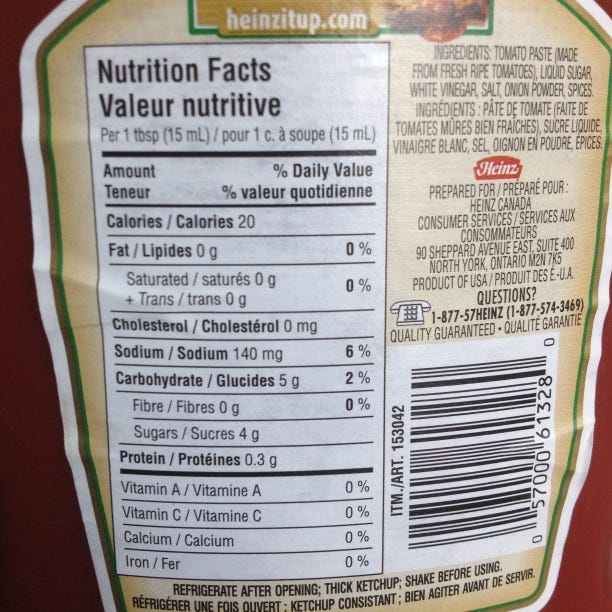 heinzitup.com
Nutrition Facts
Valeur nutritive
Per 1 tbsp (15 mL) / pour 1 c. à soupe (15 mL)
Amount % Daily Value
Teneur % valeur quotidienne
Calories / Calories 20
Fat / Lipides 0 g 0 %
Saturated / saturés 0 g
+ Trans / trans 0 g 0 %
Cholesterol / Cholestérol 0 mg
Sodium / Sodium 140 mg 6 %
Carbohydrate / Glucides 5 g 2 %
Fibre / Fibres 0 g 0 %
Sugars / Sucres 4 g
Protein / Protéines 0.3 g
Vitamin A / Vitamine A 0 %
Vitamin C / Vitamine C 0 %
Calcium / Calcium 0 %
Iron / Fer 0 %
INGREDIENTS: TOMATO PASTE (MADE
FROM FRESH RIPE TOMATOES), LIQUID SUGAR,
WHITE VINEGAR, SALT, ONION POWDER, SPICES.
INGRÉDIENTS : PÂTE DE TOMATE (FAITE DE
TOMATES MÛRES BIEN FRAÎCHES), SUCRE LIQUIDE,
VINAIGRE BLANC, SEL, OIGNON EN POUDRE, ÉPICES.
Heinz
PREPARED FOR / PRÉPARÉ POUR :
HEINZ CANADA
CONSUMER SERVICES / SERVICES AUX
CONSOMMATEURS
90 SHEPPARD AVENUE EAST, SUITE 400
NORTH YORK, ONTARIO M2N 7K5
PRODUCT OF USA / PRODUIT DES É.-U.A.
QUESTIONS?
1-877-57HEINZ (1-877-574-3469)
QUALITY GUARANTEED • QUALITÉ GARANTIE
ITM./ART. 153042
0 57000 61328 0
REFRIGERATE AFTER OPENING; THICK KETCHUP; SHAKE BEFORE USING.
RÉFRIGÉRER UNE FOIS OUVERT ; KETCHUP CONSISTANT ; BIEN AGITER AVANT DE SERVIR.